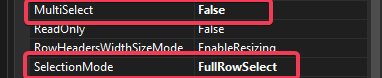 MultiSelect False
ReadOnly False
RowHeadersWidthSizeMode EnableResizing
SelectionMode FullRowSelect